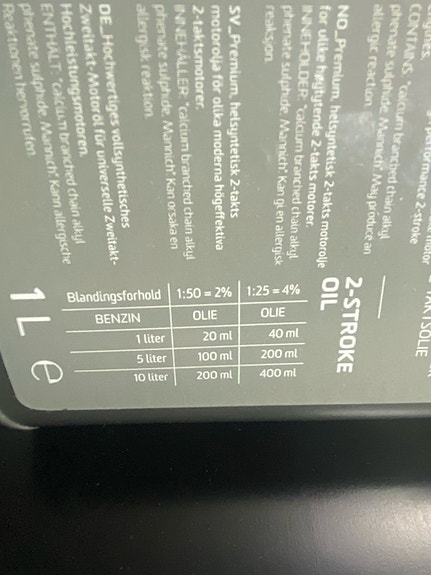 performance 2-stroke
CONTAINS: "calcium branched chain alkyl
phenate sulphide, Mannich".May produce an
allergic reaction
NO_Premium, helsyntetisk 2-takts motorolje
for ulike høytytende 2-takts motorer.
INNEHOLDER: "calcium branched chain alkyl
phenate sulphide, Mannich".Kan gi en allergisk
reaksjon.
SV_Premium, helsyntetisk 2-takts
motorolja för olika moderna högeffektiva
2-taktsmotorer.
INNEHÅLLER: "calcium branched chain alkyl
phenate sulphide, Mannich".Kan orsaka en
allergisk reaktion.
DE_Hochwertiges vollsynthetisches
Zweitakt-Motoröl für universelle Zweitakt-
Hochleistungsmotoren.
ENTHÄLT: "calcium branched chain alkyl
phenate sulphide, Mannich".Kann allergische
Reaktionen hervorrufen
TAKTSOLIE
2-STROKE
OIL
Blandingsforhold 1:50 = 2% 1:25 = 4%
BENZIN OLIE OLIE
1 liter 20 ml 40 ml
5 liter 100 ml 200 ml
10 liter 200 ml 400 ml
1 L e